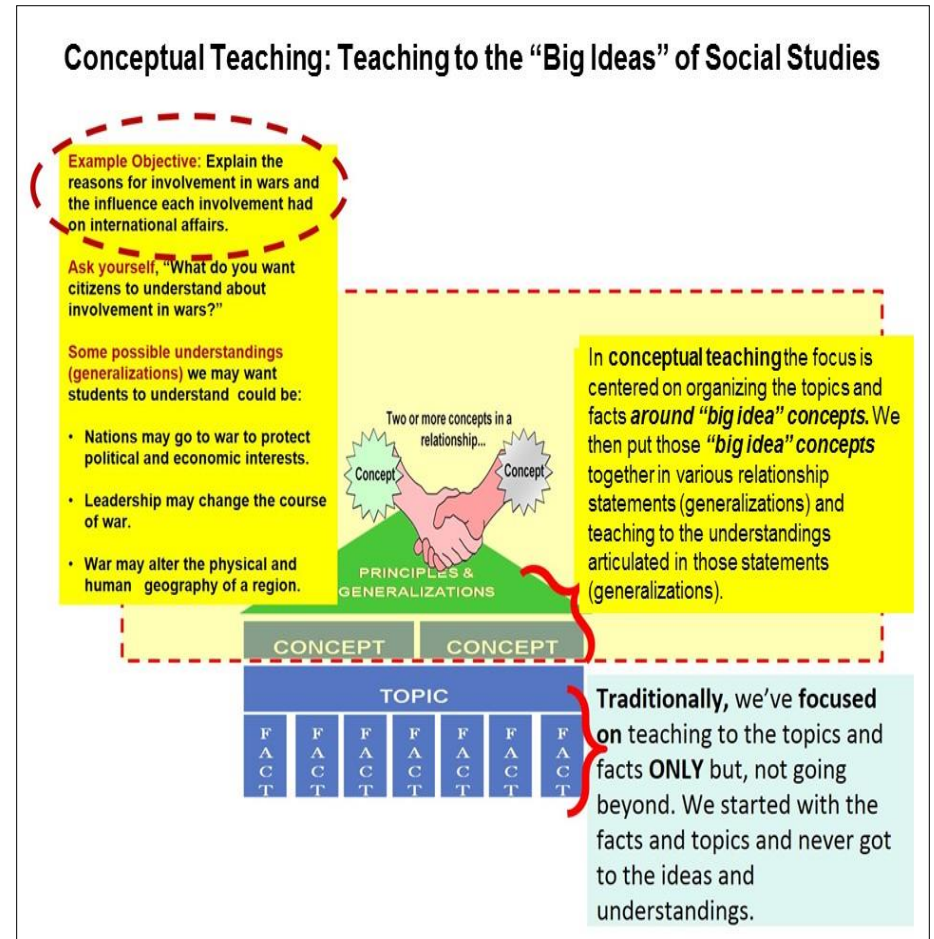 Conceptual Teaching: Teaching to the “Big Ideas” of Social Studies
Example Objective: Explain the
reasons for involvement in wars and
the influence each involvement had
on international affairs.
Ask yourself, “What do you want
citizens to understand about
involvement in wars?”
Some possible understandings
(generalizations) we may want
students to understand could be:
• Nations may go to war to protect
political and economic interests.
• Leadership may change the course
of war.
• War may alter the physical and
human geography of a region.
Two or more concepts in a
relationship...
Concept
Concept
PRINCIPLES &
GENERALIZATIONS
CONCEPT
CONCEPT
TOPIC
FACT
FACT
FACT
FACT
FACT
FACT
FACT
In conceptual teaching the focus is
centered on organizing the topics and
facts around “big idea” concepts. We
then put those “big idea” concepts
together in various relationship
statements (generalizations) and
teaching to the understandings
articulated in those statements
(generalizations).
Traditionally, we’ve focused
on teaching to the topics and
facts ONLY but, not going
beyond. We started with the
facts and topics and never got
to the ideas and
understandings.